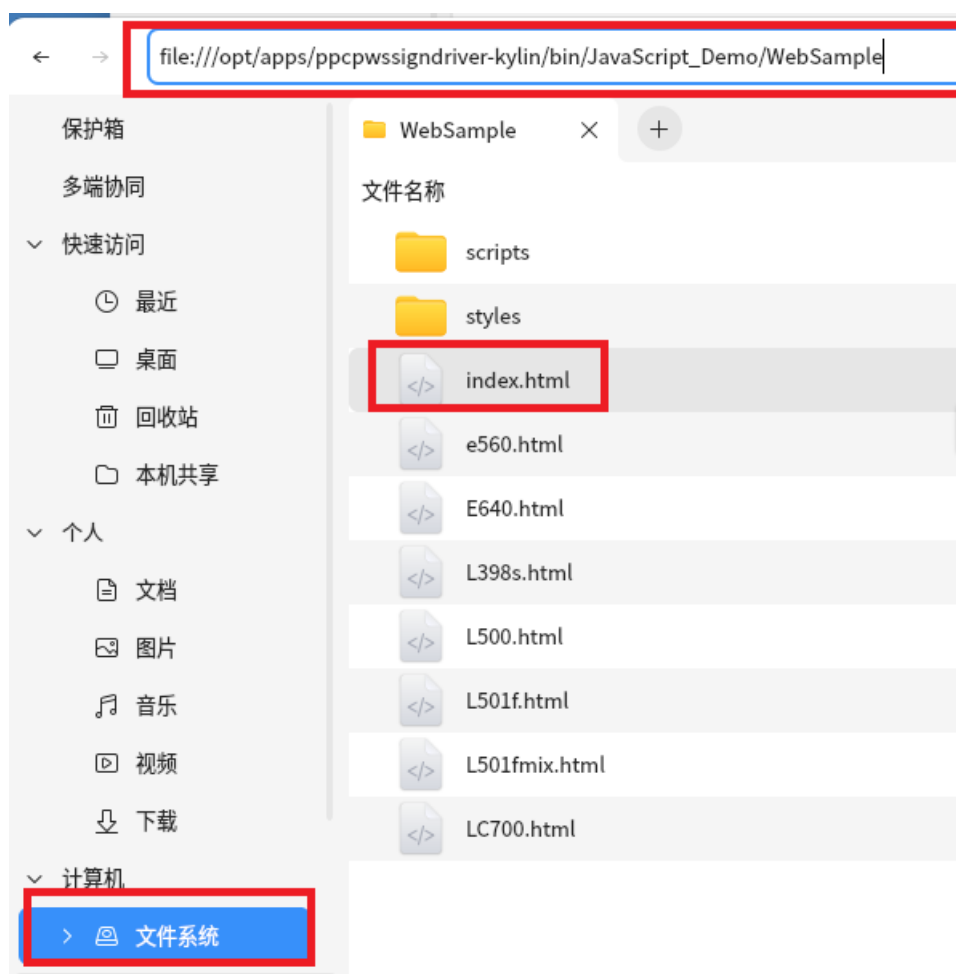 file:///opt/apps/ppcpwssigndriver-kylin/bin/JavaScript_Demo/WebSample
保护箱
多端协同
快速访问
最近
桌面
回收站
本机共享
个人
文档
图片
音乐
视频
下载
计算机
文件系统
WebSample
文件名称
scripts
styles
index.html
e560.html
E640.html
L398s.html
L500.html
L501f.html
L501fmix.html
LC700.html